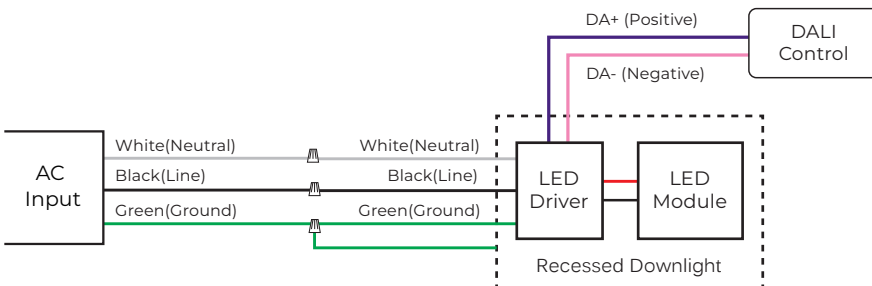 DA+ (Positive)
DALI
Control
DA- (Negative)
White(Neutral)
White(Neutral)
AC
Input
Black(Line)
Black(Line)
LED
Driver
LED
Module
Green(Ground)
Green(Ground)
Recessed Downlight